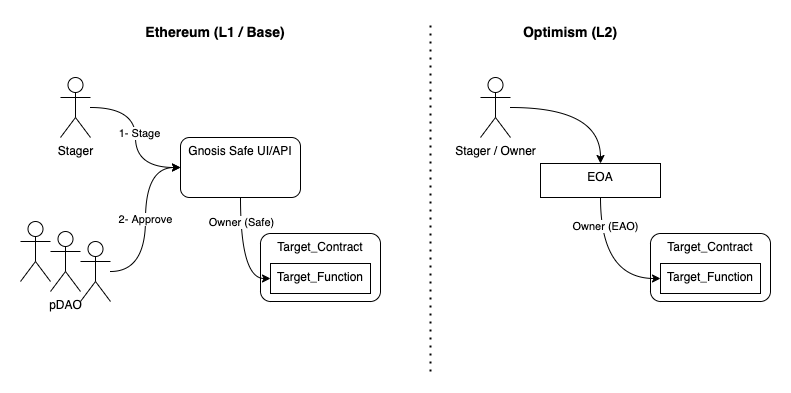 Ethereum (L1 / Base)
Stager
1- Stage
Gnosis Safe UI/API
2- Approve
pDAO
Owner (Safe)
Target_Contract
Target_Function
Optimism (L2)
Stager / Owner
EOA
Owner (EAO)
Target_Contract
Target_Function